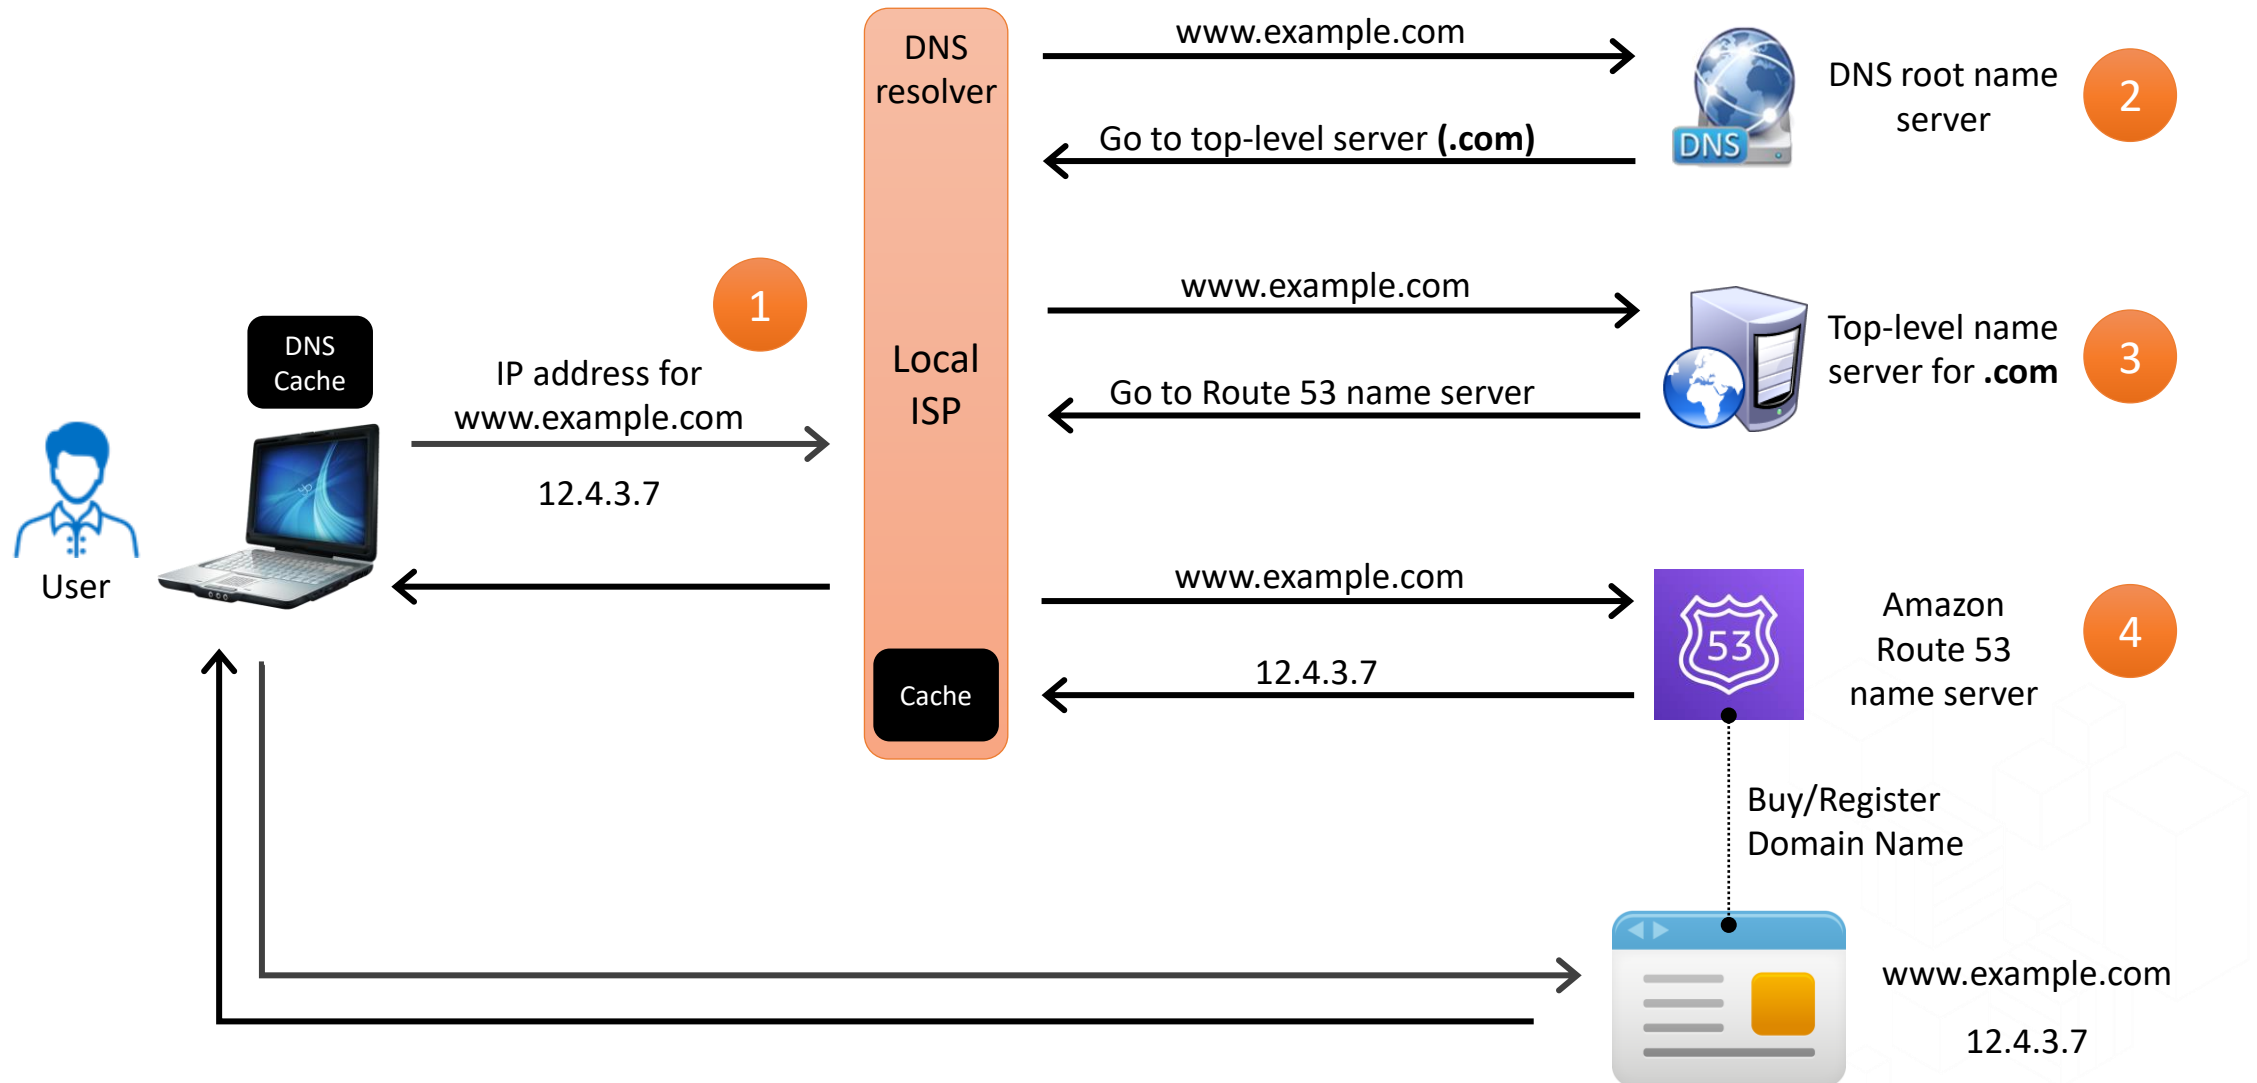 DNS
resolver
Local
ISP
Cache
www.example.com
Go to top-level server (.com)
DNS
DNS root name
server
2
www.example.com
Go to Route 53 name server
Top-level name
server for .com
3
1
DNS
Cache
IP address for
www.example.com
12.4.3.7
User
www.example.com
12.4.3.7
53
Amazon
Route 53
name server
4
Buy/Register
Domain Name
www.example.com
12.4.3.7